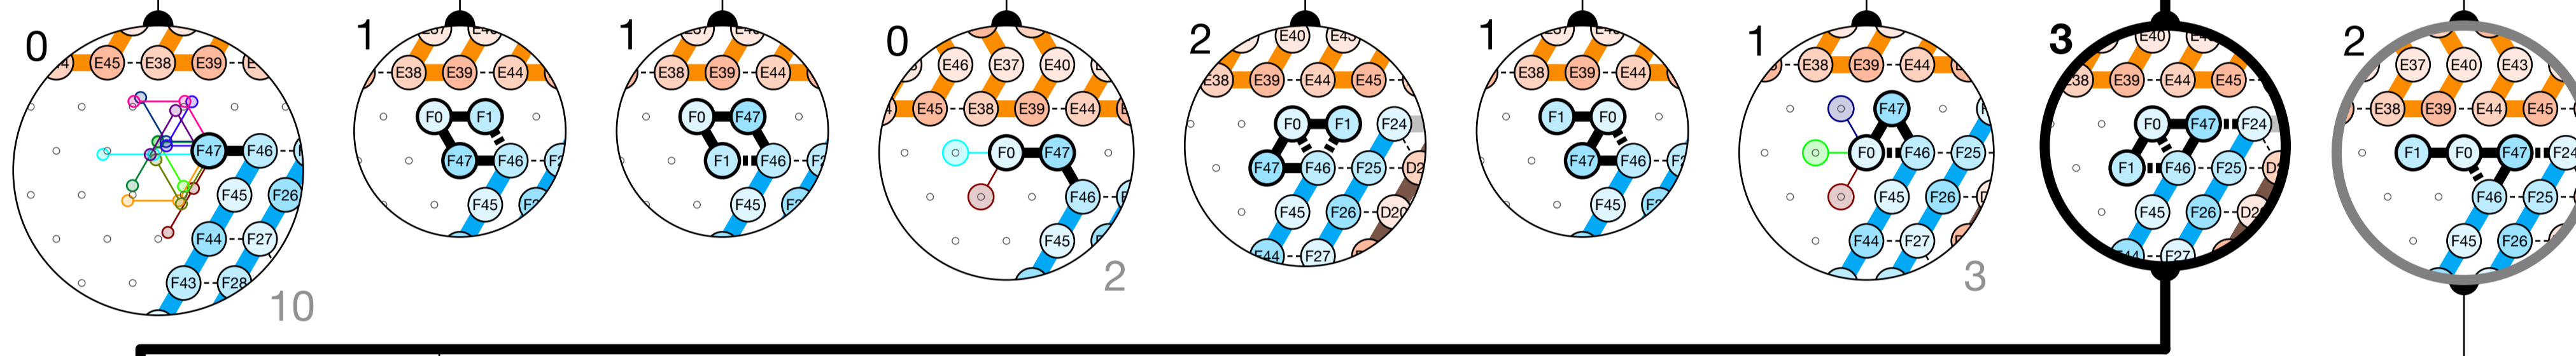 0 1 1 0 2 1 1 3 2
E40 E40 E40
E45 E38 E39 E46 E37 E40 E38 E39 E44 E37 E40 E43
E38 E39 E44 E38 E39 E44 E39 E44 E45 E38 E39 E44 E39 E44 E45
E45 E38 E39 E44 E38 E39 E44 E45
F47
F0 F1 F0 F47 F0 F1 F24 F1 F0 F0 F47 F24
F47 F46 F0 F47 F0 F46 F25 F1 F0 F47
F47 F46 F1 F46 F47 F46 F25 F47 F46 F1 F46 F25
F45 F26 F46 F45 F26 F46 F25
F45 F45 F45 F26 D20 F45 F45 F26
F44 F27 F45 F44 F27 F45 F26
F44 F27 F27
F43 F28
10 2 3